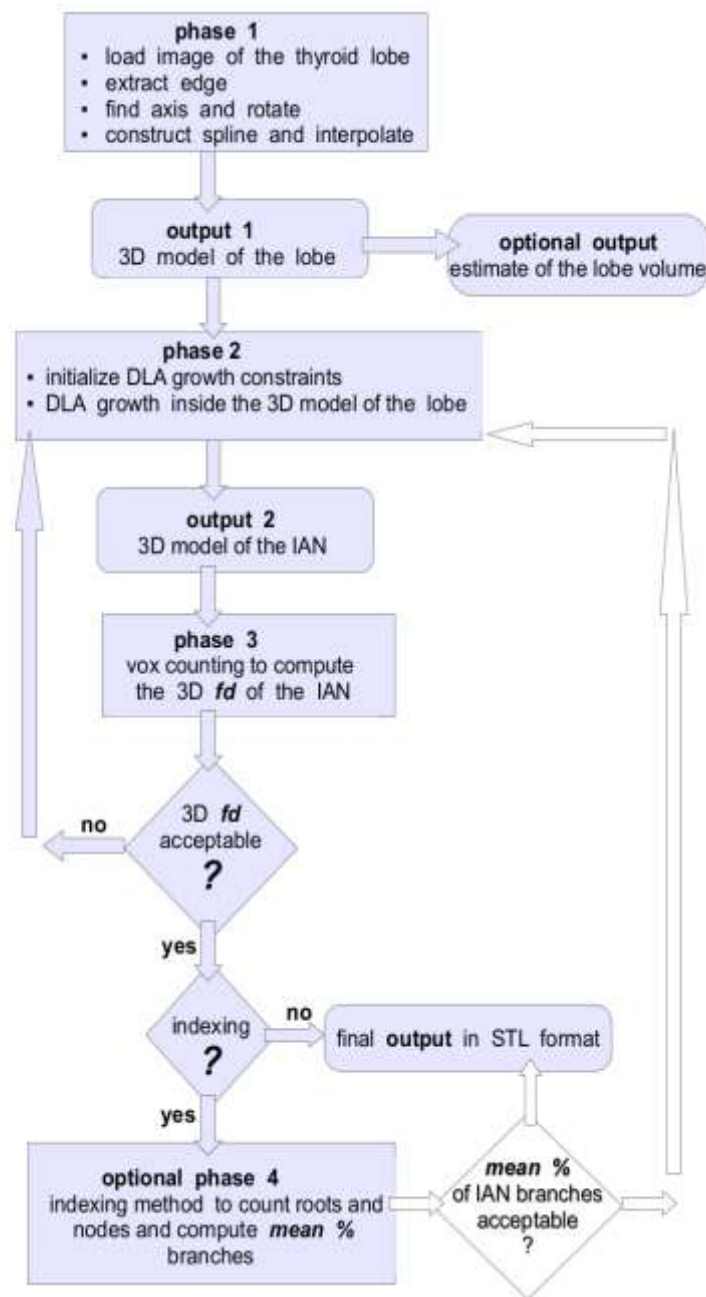 phase 1
• load image of the thyroid lobe
• extract edge
• find axis and rotate
• construct spline and interpolate
output 1
3D model of the lobe
optional output
estimate of the lobe volume
phase 2
• initialize DLA growth constraints
• DLA growth inside the 3D model of the lobe
output 2
3D model of the IAN
phase 3
vox counting to compute
the 3D fd of the IAN
3D fd
acceptable
?
no
yes
indexing
?
no
final output in STL format
yes
optional phase 4
indexing method to count roots and
nodes and compute mean %
branches
mean %
of IAN branches
acceptable
?